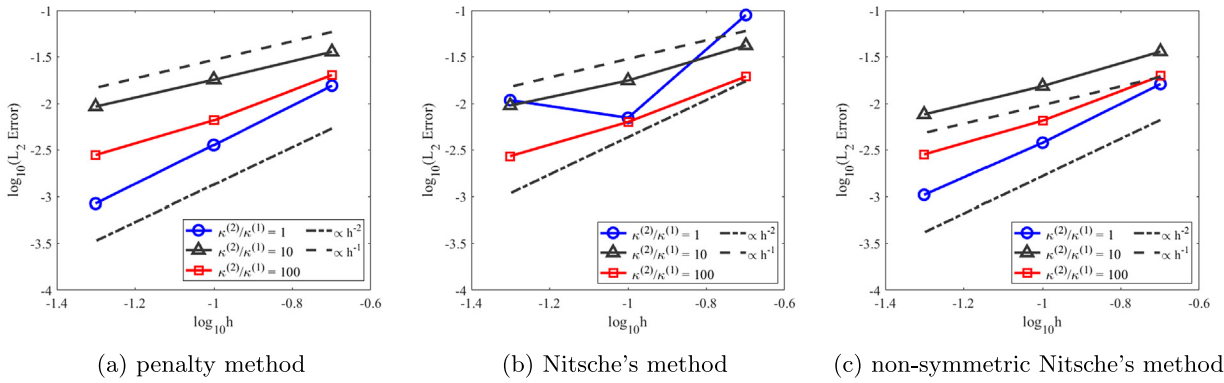 log₁₀(L₂ Error)
-1
-1.5
-2
-2.5
-3
-3.5
-4
-1.4
-1.2
-1
-0.8
-0.6
log₁₀h
κ⁽²⁾/κ⁽¹⁾ = 1
κ⁽²⁾/κ⁽¹⁾ = 10
κ⁽²⁾/κ⁽¹⁾ = 100
∝ h⁻²
∝ h⁻¹
(a) penalty method
log₁₀(L₂ Error)
-1
-1.5
-2
-2.5
-3
-3.5
-4
-1.4
-1.2
-1
-0.8
-0.6
log₁₀h
κ⁽²⁾/κ⁽¹⁾ = 1
κ⁽²⁾/κ⁽¹⁾ = 10
κ⁽²⁾/κ⁽¹⁾ = 100
∝ h⁻²
∝ h⁻¹
(b) Nitsche's method
log₁₀(L₂ Error)
-1
-1.5
-2
-2.5
-3
-3.5
-4
-1.4
-1.2
-1
-0.8
-0.6
log₁₀h
κ⁽²⁾/κ⁽¹⁾ = 1
κ⁽²⁾/κ⁽¹⁾ = 10
κ⁽²⁾/κ⁽¹⁾ = 100
∝ h⁻²
∝ h⁻¹
(c) non-symmetric Nitsche's method